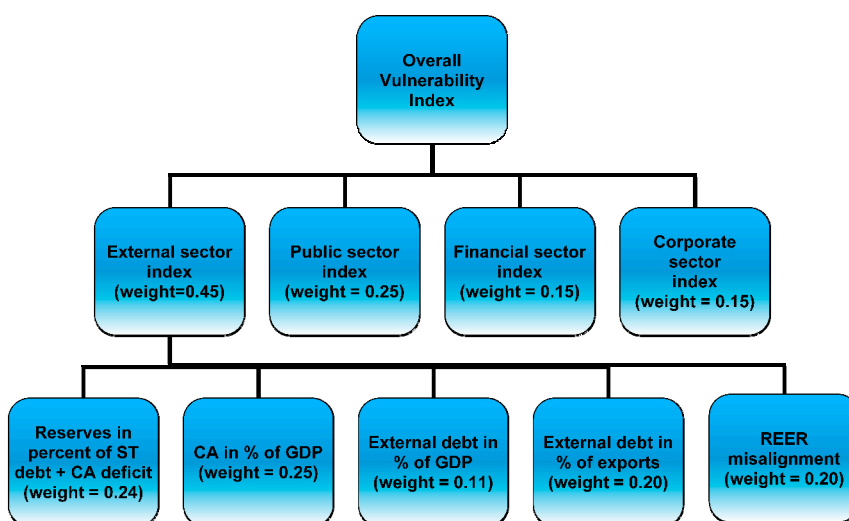 Overall
Vulnerability
Index
External sector
index
(weight=0.45)
Public sector
index
(weight = 0.25)
Financial sector
index
(weight = 0.15)
Corporate
sector
index
(weight = 0.15)
Reserves in
percent of ST
debt + CA deficit
(weight = 0.24)
CA in % of GDP
(weight = 0.25)
External debt in
% of GDP
(weight = 0.11)
External debt in
% of exports
(weight = 0.20)
REER
misalignment
(weight = 0.20)